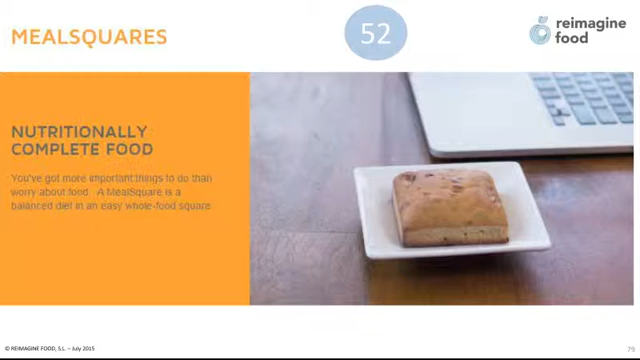 MEALSQUARES
52
reimagine
food
NUTRITIONALLY
COMPLETE FOOD
You've got more important things to do than
worry about food. A MealSquare is a
balanced diet in an easy whole-food square
© REIMAGINE FOOD, S.L. – July 2015
79